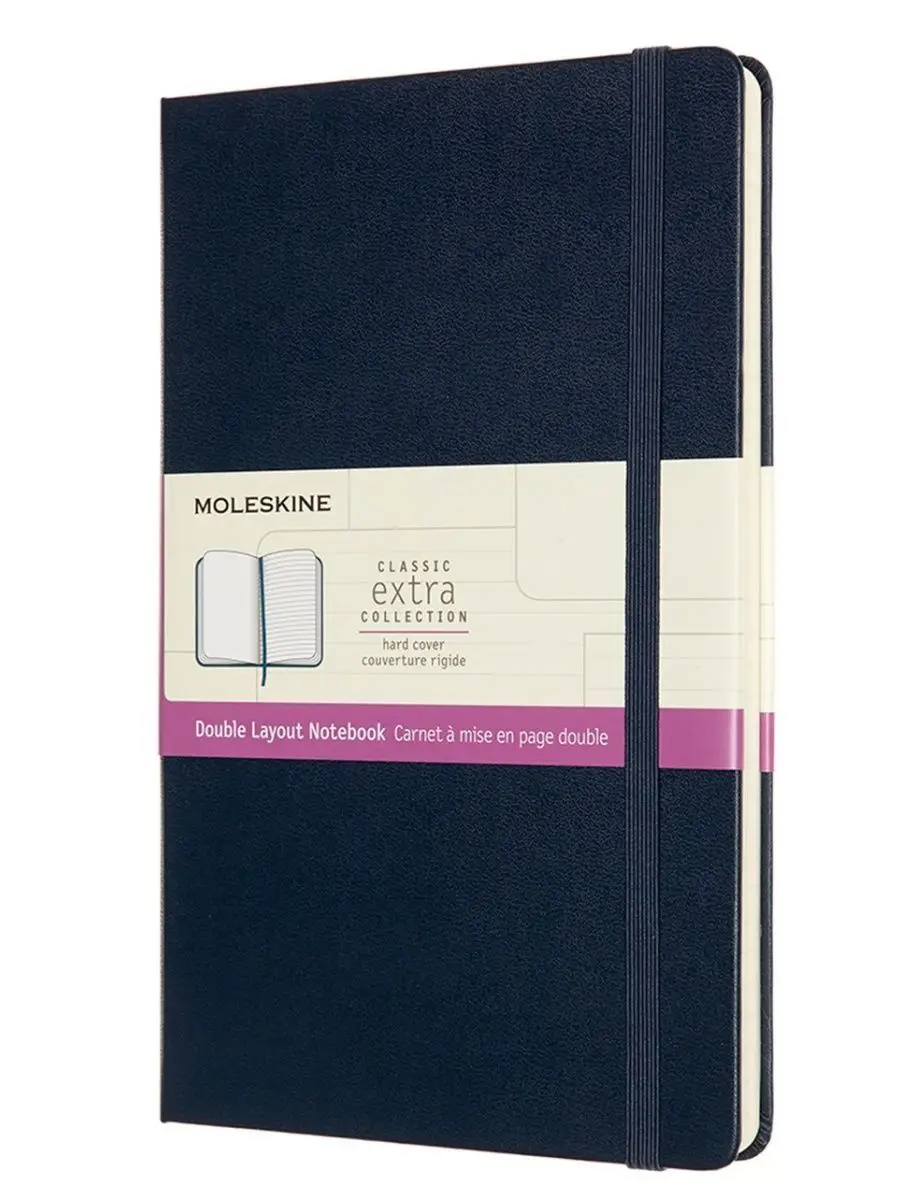 MOLESKINE
CLASSIC
extra
COLLECTION
hard cover
couverture rigide
Double Layout Notebook Carnet à mise en page double